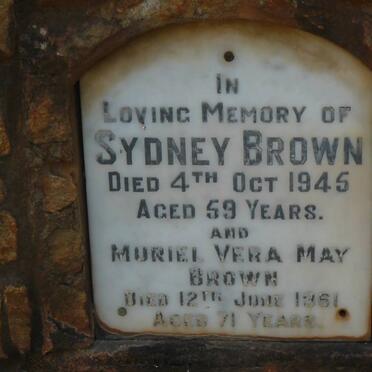 IN
LOVING MEMORY OF
SYDNEY BROWN
DIED 4TH OCT 1945
AGED 59 YEARS.
AND
MURIEL VERA MAY
BROWN
DIED 12TH JUNE 1961
AGED 71 YEARS.